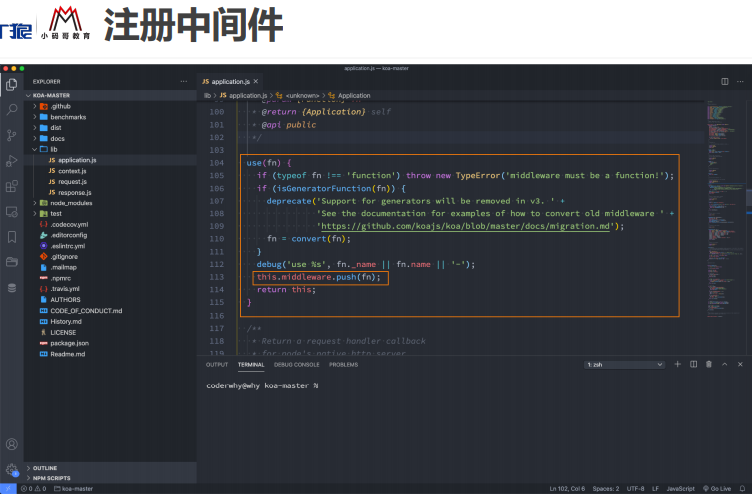 小码哥教育
注册中间件
application.js — koa-master
EXPLORER
KOA-MASTER
.github
benchmarks
dist
docs
lib
JS application.js
JS context.js
JS request.js
JS response.js
node_modules
test
.codecov.yml
.editorconfig
.eslintrc.yml
.gitignore
.mailmap
.npmrc
.travis.yml
AUTHORS
CODE_OF_CONDUCT.md
History.md
LICENSE
package.json
Readme.md
OUTLINE
NPM SCRIPTS
JS application.js ×
lib > JS application.js > <unknown> > Application
100 * @return {Application} self
101 * @api public
102 */
103
104 use(fn) {
105 if (typeof fn !== 'function') throw new TypeError('middleware must be a function!');
106 if (isGeneratorFunction(fn)) {
107 deprecate('Support for generators will be removed in v3. ' +
108 'See the documentation for examples of how to convert old middleware ' +
109 'https://github.com/koajs/koa/blob/master/docs/migration.md');
110 fn = convert(fn);
111 }
112 debug('use %s', fn._name || fn.name || '-');
113 this.middleware.push(fn);
114 return this;
115 }
116
117 /**
118 * Return a request handler callback
119 * for node's native http server
OUTPUT TERMINAL DEBUG CONSOLE PROBLEMS 1: zsh
coderwhy@why koa-master %
0 0 koa-master Ln 102, Col 6 Spaces: 2 UTF-8 LF JavaScript Go Live